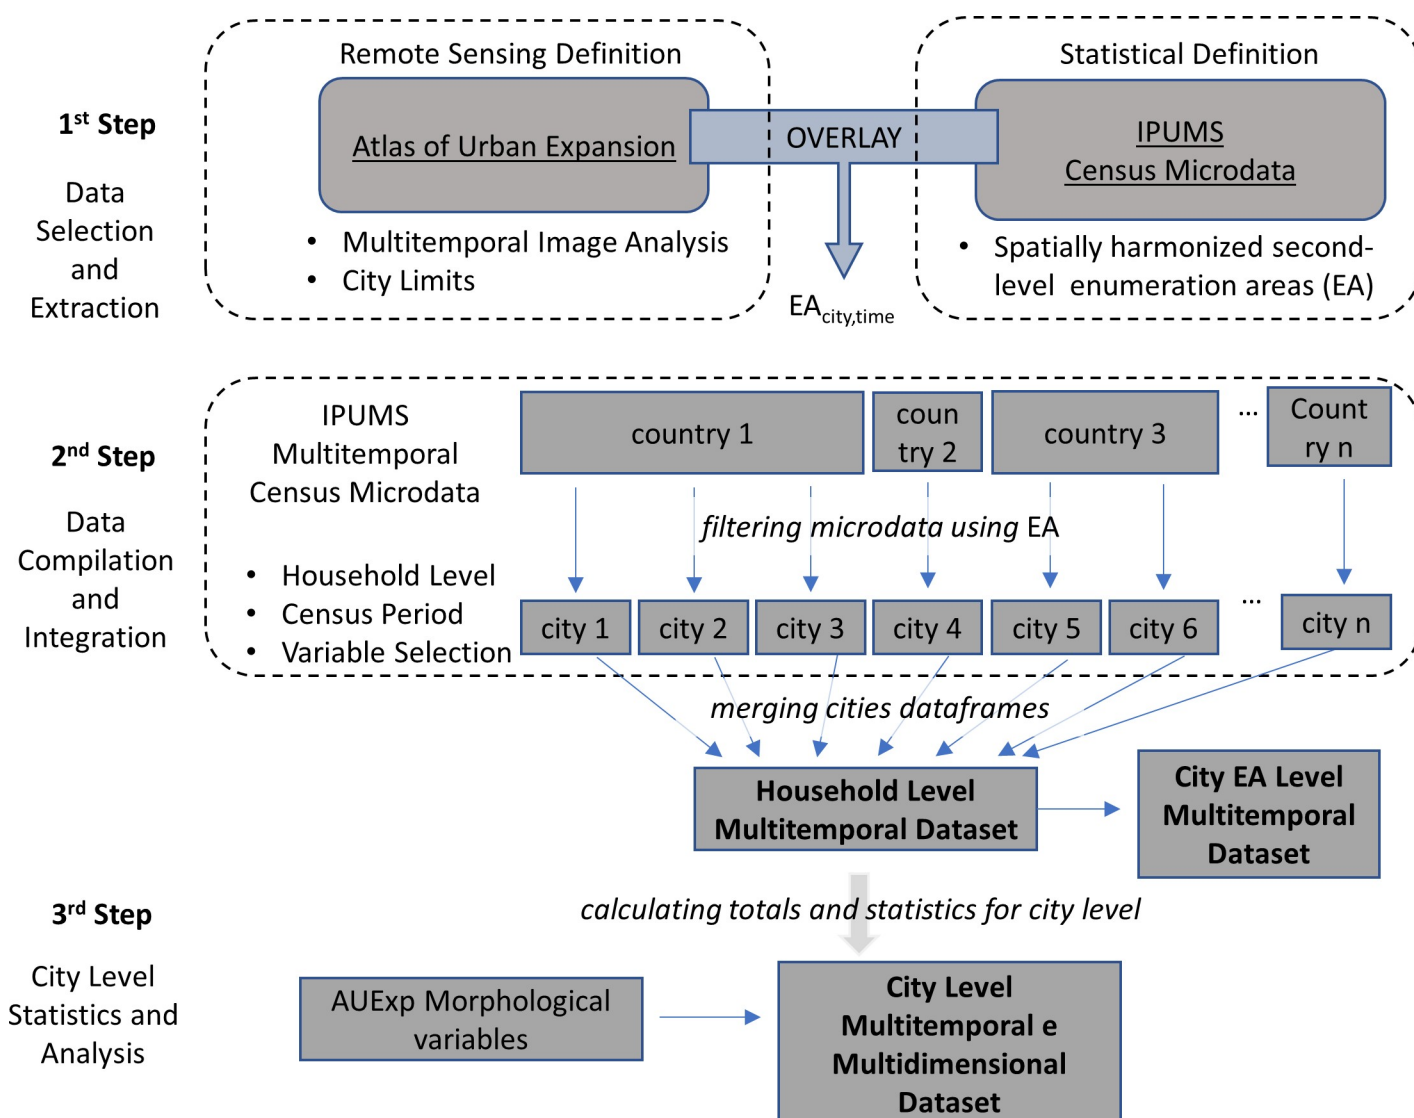 Remote Sensing Definition
Statistical Definition
1st Step
Data
Selection
and
Extraction
Atlas of Urban Expansion
OVERLAY
IPUMS
Census Microdata
• Multitemporal Image Analysis
• City Limits
• Spatially harmonized second-
level enumeration areas (EA)
EAcity,time
2nd Step
Data
Compilation
and
Integration
IPUMS
Multitemporal
Census Microdata
• Household Level
• Census Period
• Variable Selection
country 1
coun
try 2
country 3
...
Count
ry n
filtering microdata using EA
city 1
city 2
city 3
city 4
city 5
city 6
...
city n
merging cities dataframes
Household Level
Multitemporal Dataset
City EA Level
Multitemporal
Dataset
3rd Step
City Level
Statistics and
Analysis
calculating totals and statistics for city level
AUExp Morphological
variables
City Level
Multitemporal e
Multidimensional
Dataset